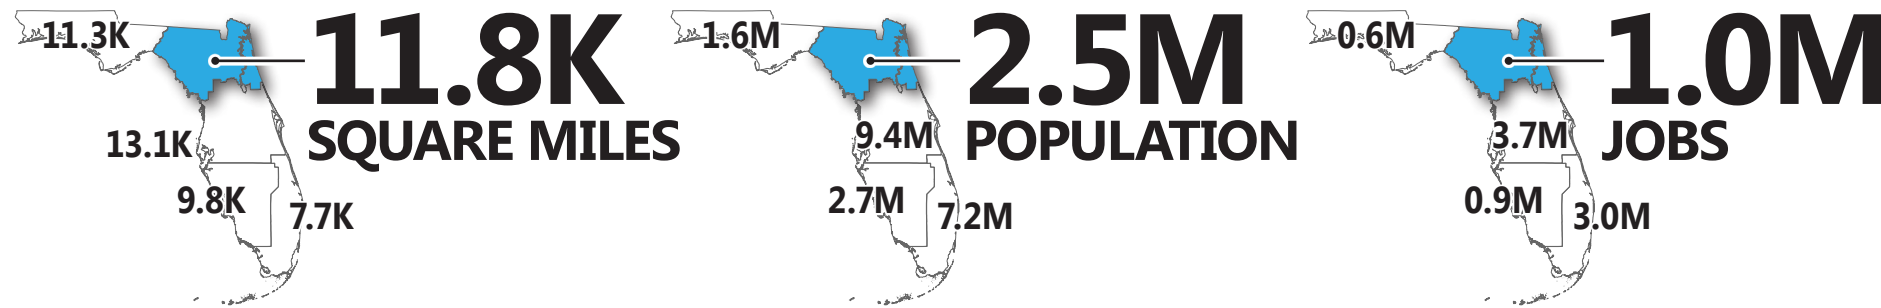 11.3K
11.8K
SQUARE MILES
13.1K
9.8K
7.7K
1.6M
2.5M
POPULATION
9.4M
2.7M
7.2M
0.6M
1.0M
JOBS
3.7M
0.9M
3.0M